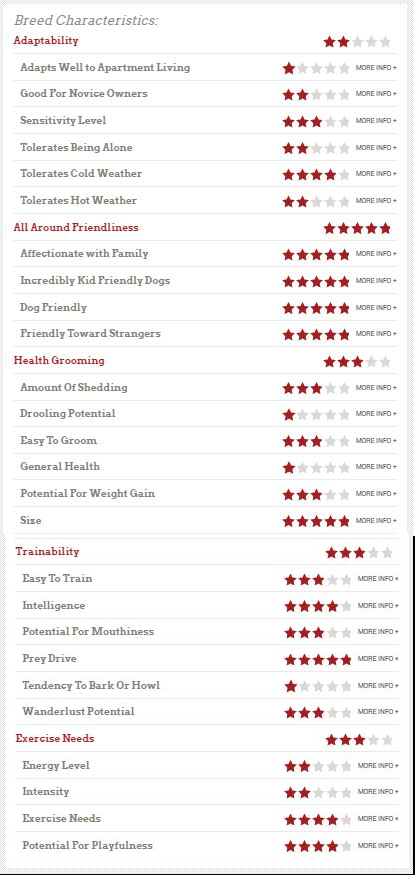 Breed Characteristics:
Adaptability
Adapts Well to Apartment Living MORE INFO +
Good For Novice Owners MORE INFO +
Sensitivity Level MORE INFO +
Tolerates Being Alone MORE INFO +
Tolerates Cold Weather MORE INFO +
Tolerates Hot Weather MORE INFO +
All Around Friendliness
Affectionate with Family MORE INFO +
Incredibly Kid Friendly Dogs MORE INFO +
Dog Friendly MORE INFO +
Friendly Toward Strangers MORE INFO +
Health Grooming
Amount Of Shedding MORE INFO +
Drooling Potential MORE INFO +
Easy To Groom MORE INFO +
General Health MORE INFO +
Potential For Weight Gain MORE INFO +
Size MORE INFO +
Trainability
Easy To Train MORE INFO +
Intelligence MORE INFO +
Potential For Mouthiness MORE INFO +
Prey Drive MORE INFO +
Tendency To Bark Or Howl MORE INFO +
Wanderlust Potential MORE INFO +
Exercise Needs
Energy Level MORE INFO +
Intensity MORE INFO +
Exercise Needs MORE INFO +
Potential For Playfulness MORE INFO +